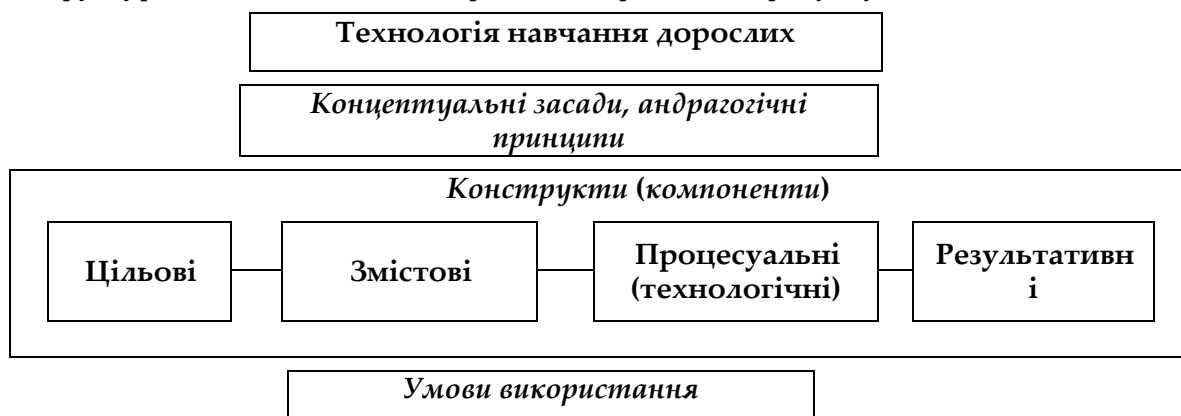 Технологія навчання дорослих
Концептуальні засади, андрагогічні
принципи
Конструкти (компоненти)
Цільові
Змістові
Процесуальні
(технологічні)
Результативн
і
Умови використання